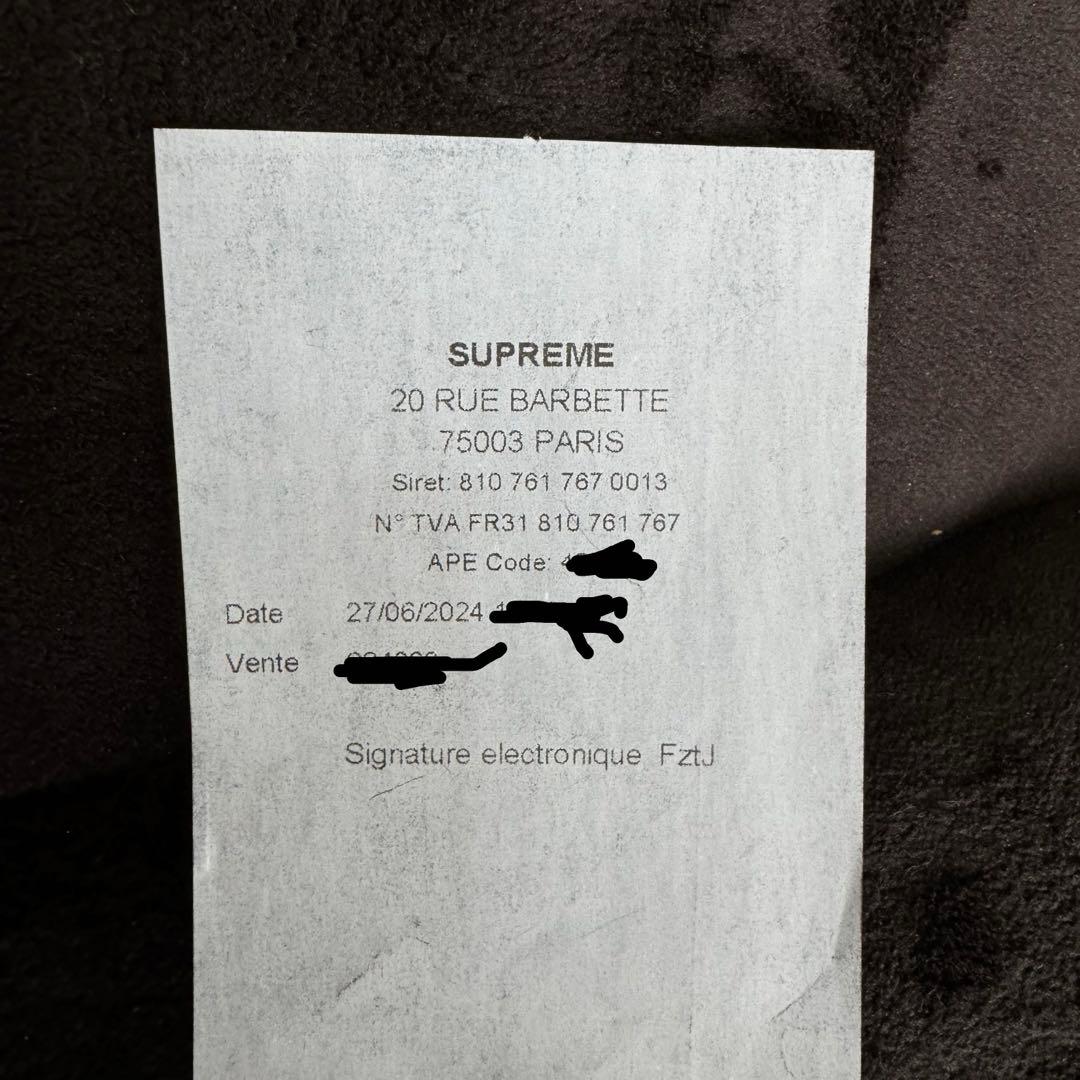 SUPREME
20 RUE BARBETTE
75003 PARIS
Siret: 810 761 767 0013
N° TVA FR31 810 761 767
APE Code:
Date 27/06/2024
Vente
Signature electronique FztJ